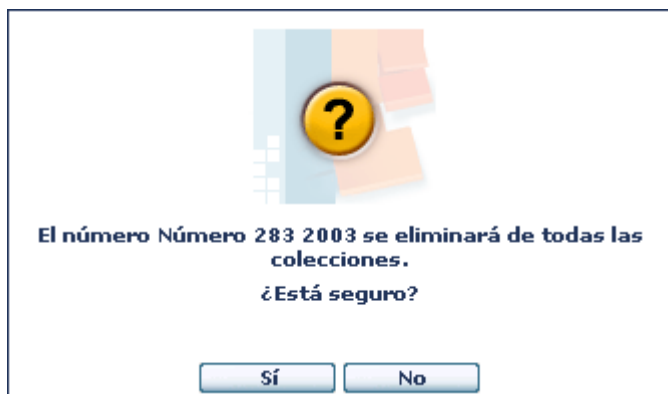 ?
El número Número 283 2003 se eliminará de todas las
colecciones.
¿Está seguro?
Sí No